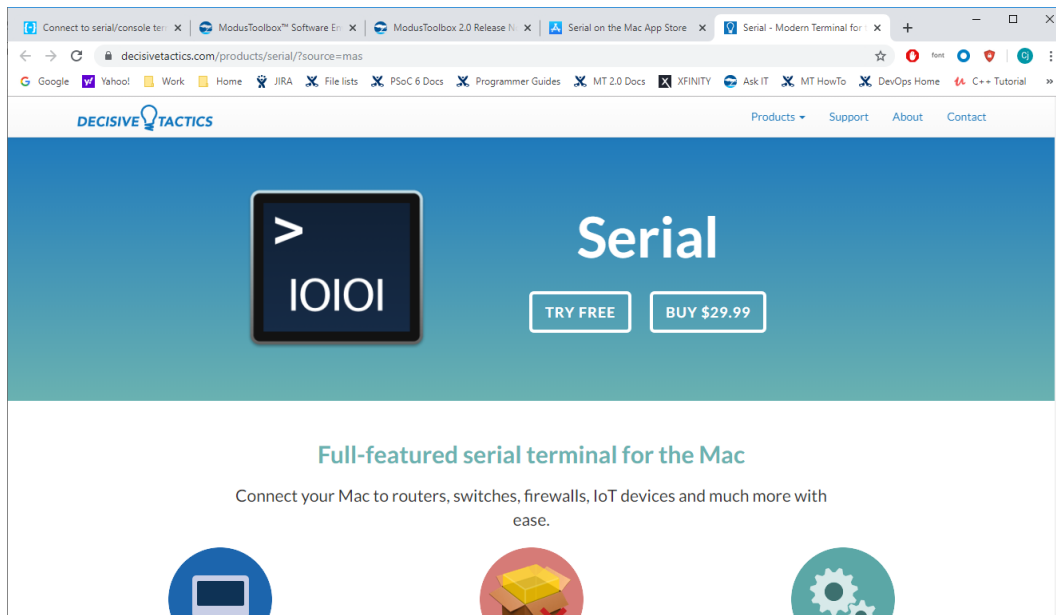 Connect to serial/console ter
ModusToolbox™ Software En
ModusToolbox 2.0 Release N
Serial on the Mac App Store
Serial - Modern Terminal for
decisivetactics.com/products/serial/?source=mas
font
Cj
Google Yahoo! Work Home JIRA File lists PSoC 6 Docs Programmer Guides MT 2.0 Docs XFINITY Ask IT MT HowTo DevOps Home C++ Tutorial »
DECISIVE TACTICS
Products Support About Contact
>
IOIOI
Serial
TRY FREE BUY $29.99
Full-featured serial terminal for the Mac
Connect your Mac to routers, switches, firewalls, IoT devices and much more with
ease.